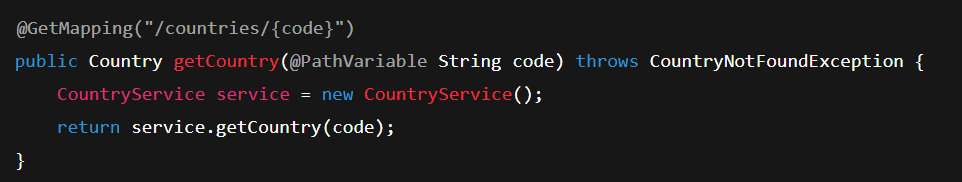 @GetMapping("/countries/{code}")
public Country getCountry(@PathVariable String code) throws CountryNotFoundException {
    CountryService service = new CountryService();
    return service.getCountry(code);
}